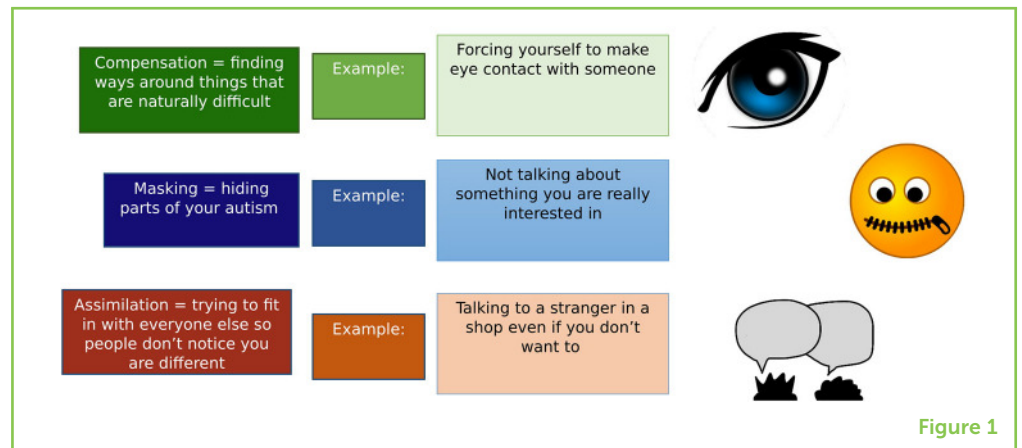 Compensation = finding
ways around things that
are naturally difficult
Example:
Forcing yourself to make
eye contact with someone
Masking = hiding
parts of your autism
Example:
Not talking about
something you are really
interested in
Assimilation = trying to fit
in with everyone else so
people don’t notice you
are different
Example:
Talking to a stranger in a
shop even if you don’t
want to
Figure 1